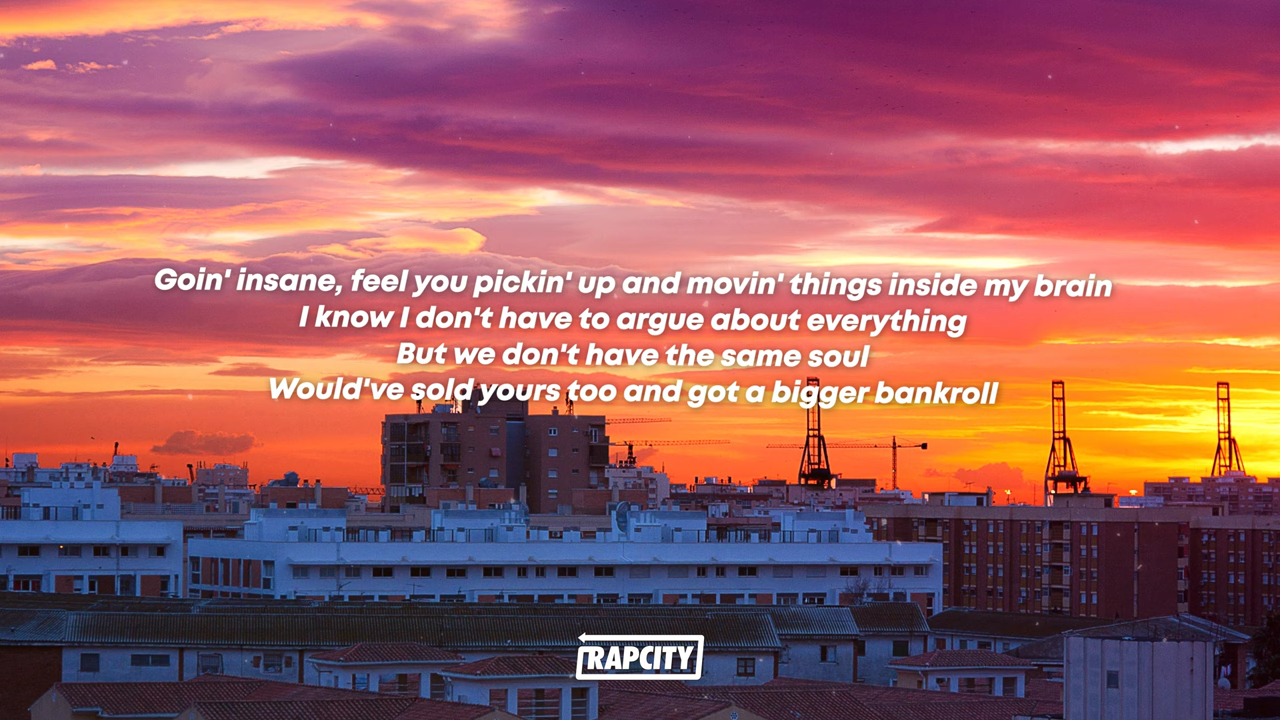 Goin' insane, feel you pickin' up and movin' things inside my brain
I know I don't have to argue about everything
But we don't have the same soul
Would've sold yours too and got a bigger bankroll
RAPCITY